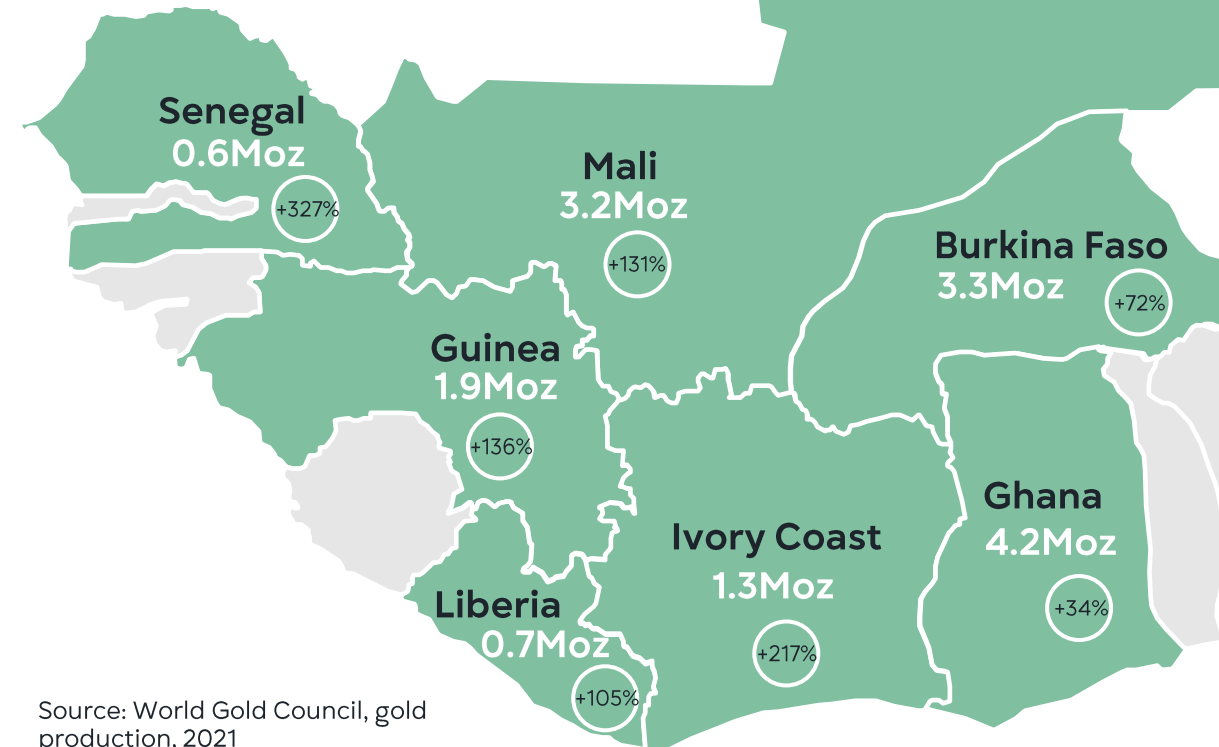 Senegal
0.6Moz
+327%
Mali
3.2Moz
+131%
Burkina Faso
3.3Moz
+72%
Guinea
1.9Moz
+136%
Ghana
4.2Moz
+34%
Ivory Coast
1.3Moz
+217%
Liberia
0.7Moz
+105%
Source: World Gold Council, gold
production, 2021